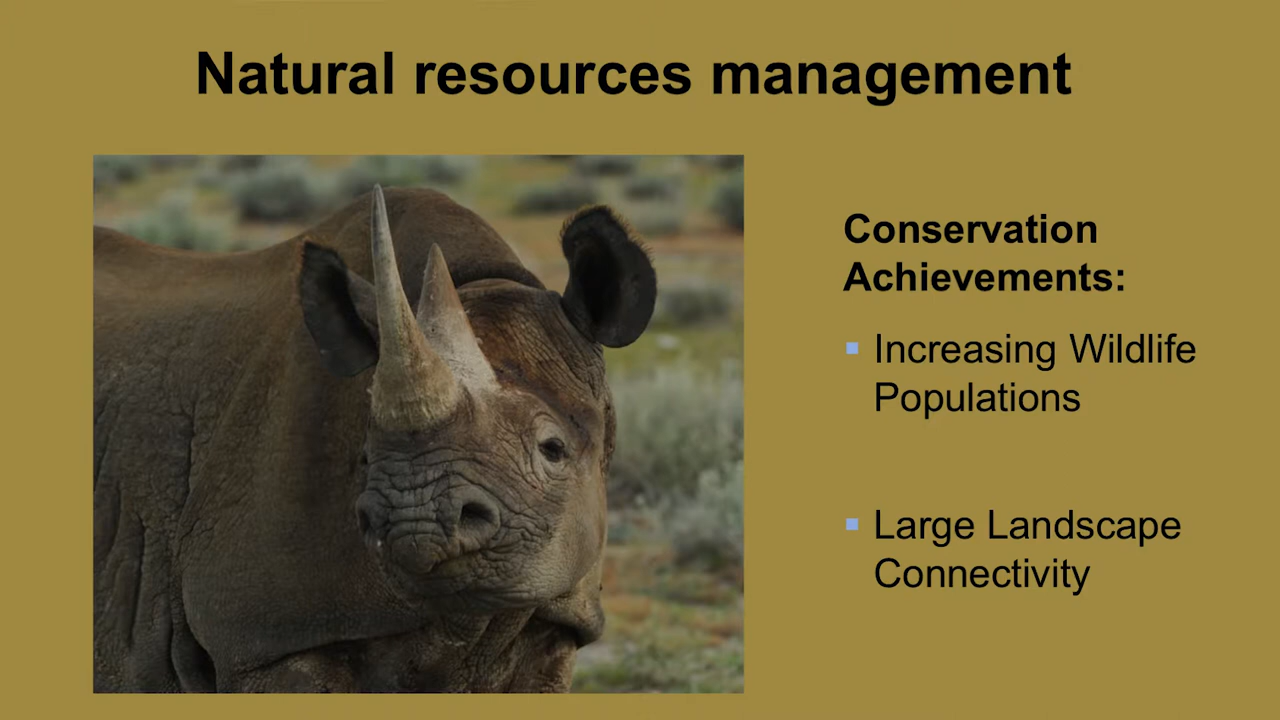 Natural resources management
Conservation
Achievements:
Increasing Wildlife
Populations
Large Landscape
Connectivity